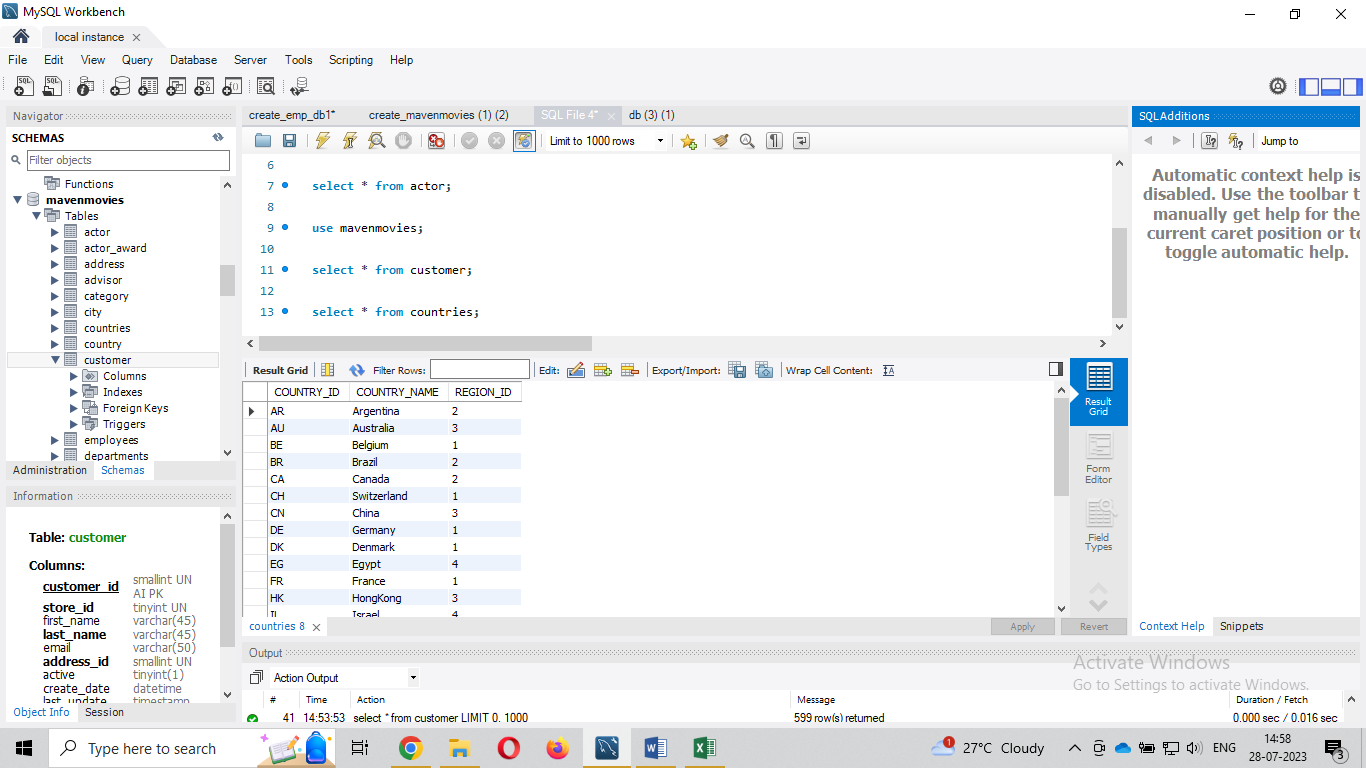 MySQL Workbench
local instance
File Edit View Query Database Server Tools Scripting Help
Navigator
SCHEMAS
Filter objects
Functions
mavenmovies
Tables
actor
actor_award
address
advisor
category
city
countries
country
customer
Columns
Indexes
Foreign Keys
Triggers
employees
departments
Administration Schemas
Information
Table: customer
Columns:
customer_id smallint UN
AI PK
store_id tinyint UN
first_name varchar(45)
last_name varchar(45)
email varchar(50)
address_id smallint UN
active tinyint(1)
create_date datetime
last_update timestamp
Object Info Session
create_emp_db1* create_mavenmovies (1) (2) SQL File 4* db (3) (1)
Limit to 1000 rows
6
7 select * from actor;
8
9 use mavenmovies;
10
11 select * from customer;
12
13 select * from countries;
Result Grid Filter Rows: Edit: Export/Import: Wrap Cell Content:
COUNTRY_ID COUNTRY_NAME REGION_ID
AR Argentina 2
AU Australia 3
BE Belgium 1
BR Brazil 2
CA Canada 2
CH Switzerland 1
CN China 3
DE Germany 1
DK Denmark 1
EG Egypt 4
FR France 1
HK HongKong 3
IL Israel 4
Result
Grid
Form
Editor
Field
Types
countries 8
Apply Revert
Output
Action Output
# Time Action Message Duration / Fetch
41 14:53:53 select * from customer LIMIT 0, 1000 599 row(s) returned 0.000 sec / 0.016 sec
SQLAdditions
Jump to
Automatic context help is
disabled. Use the toolbar t
manually get help for the
current caret position or to
toggle automatic help.
Context Help Snippets
Activate Windows
Go to Settings to activate Windows.
Type here to search
1
27°C Cloudy
ENG
14:58
28-07-2023
3